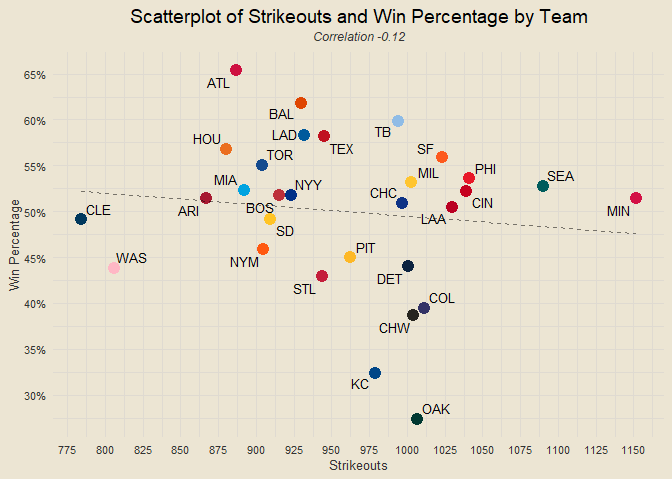 Scatterplot of Strikeouts and Win Percentage by Team
Correlation -0.12
65%
ATL
BAL
60%
TB
LAD
HOU
TEX
SF
55%
TOR
MIL
PHI
MIA
NYY
CHC
SEA
CIN
50%
CLE
ARI
BOS
LAA
MIN
SD
Win Percentage
45%
WAS
NYM
PIT
STL
DET
40%
COL
CHW
35%
KC
30%
OAK
775 800 825 850 875 900 925 950 975 1000 1025 1050 1075 1100 1125 1150
Strikeouts